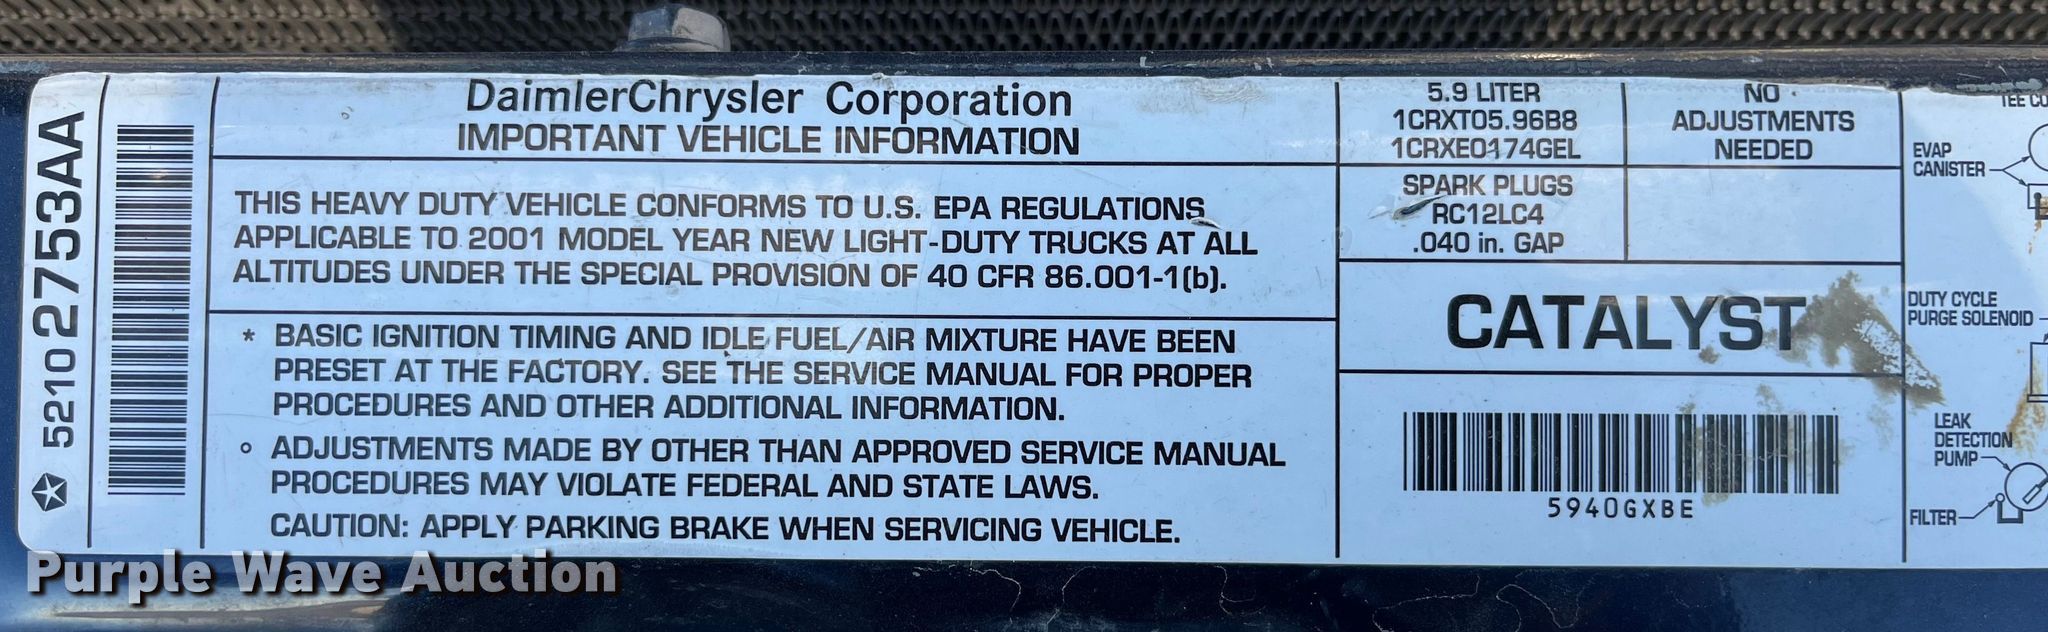 52102753AA
DaimlerChrysler Corporation
IMPORTANT VEHICLE INFORMATION
THIS HEAVY DUTY VEHICLE CONFORMS TO U.S. EPA REGULATIONS
APPLICABLE TO 2001 MODEL YEAR NEW LIGHT-DUTY TRUCKS AT ALL
ALTITUDES UNDER THE SPECIAL PROVISION OF 40 CFR 86.001-1(b).
* BASIC IGNITION TIMING AND IDLE FUEL/AIR MIXTURE HAVE BEEN
PRESET AT THE FACTORY. SEE THE SERVICE MANUAL FOR PROPER
PROCEDURES AND OTHER ADDITIONAL INFORMATION.
° ADJUSTMENTS MADE BY OTHER THAN APPROVED SERVICE MANUAL
PROCEDURES MAY VIOLATE FEDERAL AND STATE LAWS.
CAUTION: APPLY PARKING BRAKE WHEN SERVICING VEHICLE.
5.9 LITER
1CRXT05.96B8
1CRXE0174GEL
NO
ADJUSTMENTS
NEEDED
SPARK PLUGS
RC12LC4
.040 in. GAP
CATALYST
5940GXBE
TEE CO
EVAP
CANISTER
DUTY CYCLE
PURGE SOLENOID
LEAK
DETECTION
PUMP
FILTER
Purple Wave Auction